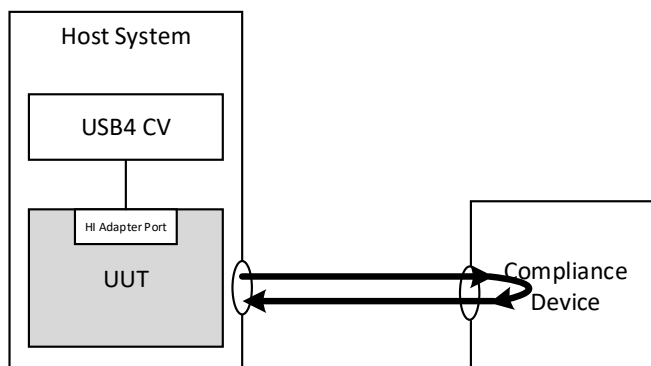 Host System
USB4 CV
HI Adapter Port
UUT
Compliance
Device